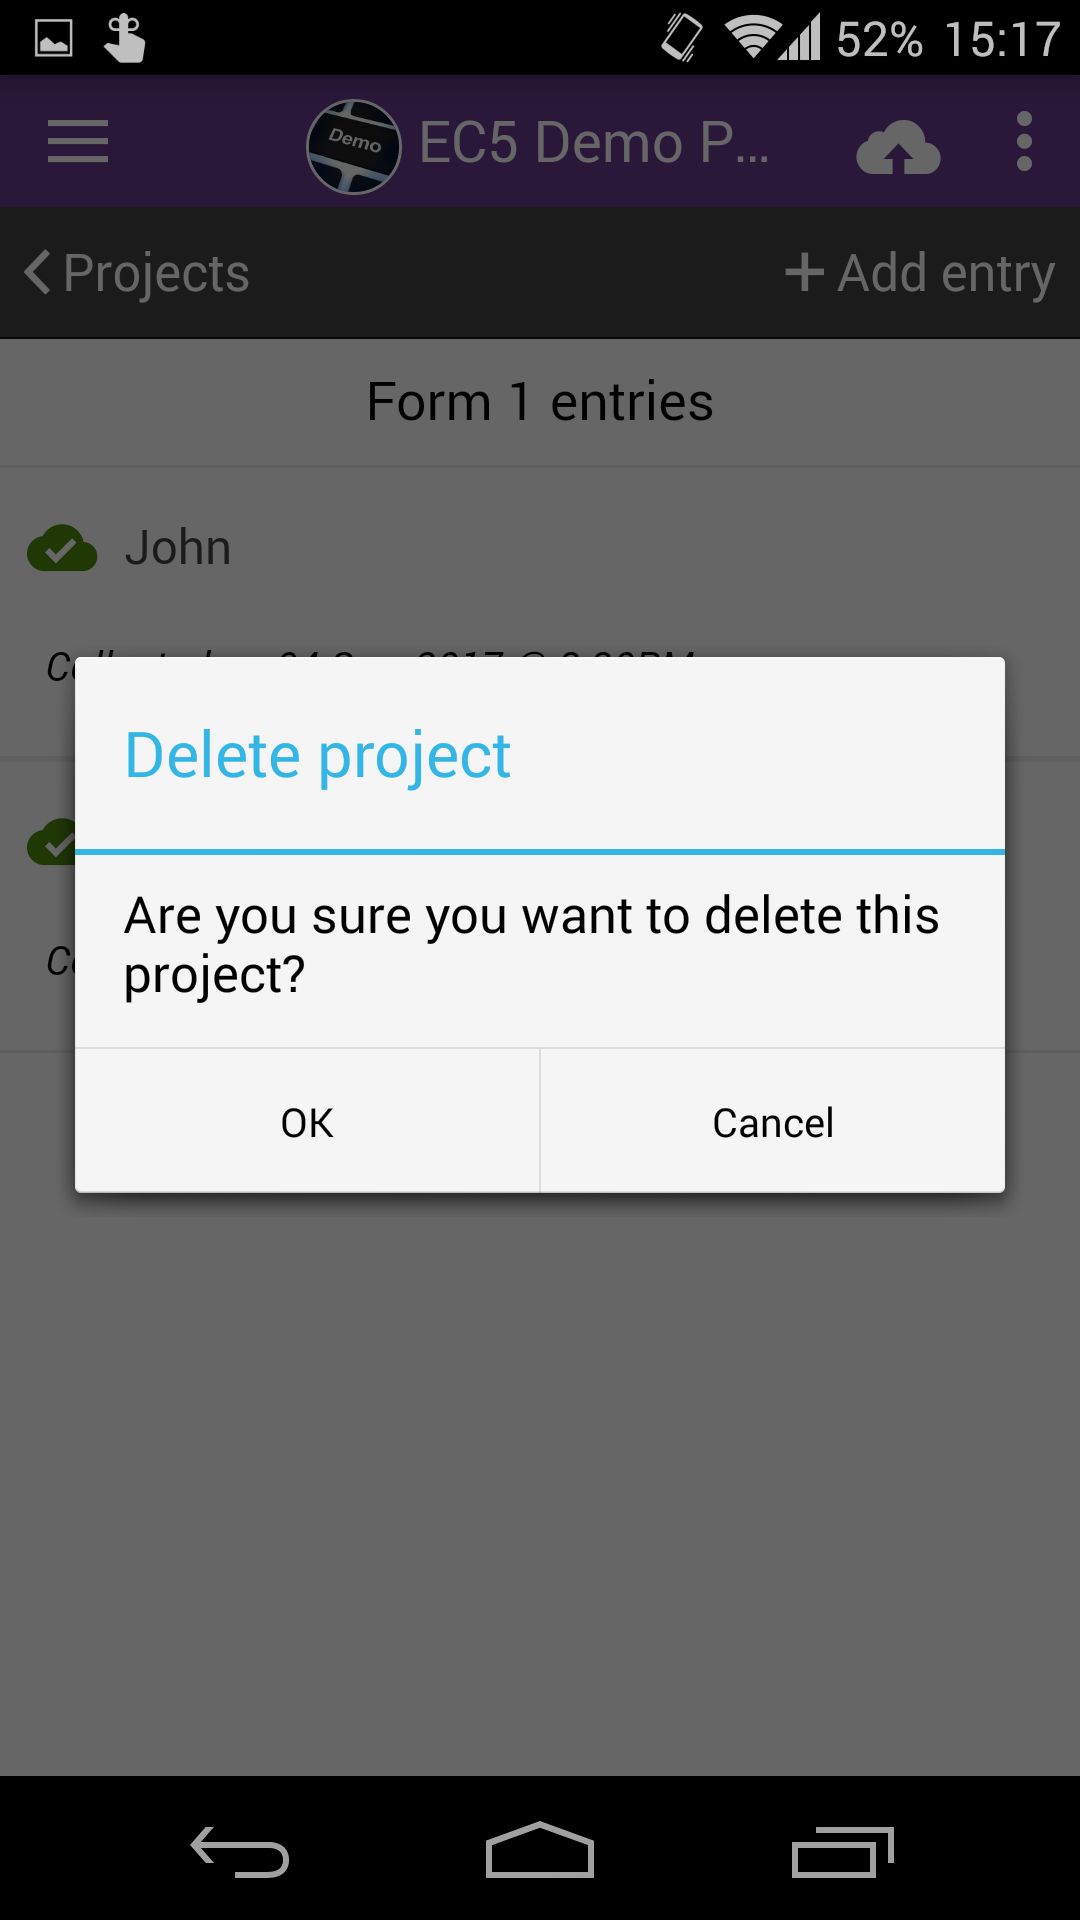 52% 15:17
Demo EC5 Demo P...
Projects + Add entry
Form 1 entries
John
Delete project
Are you sure you want to delete this
project?
OK Cancel